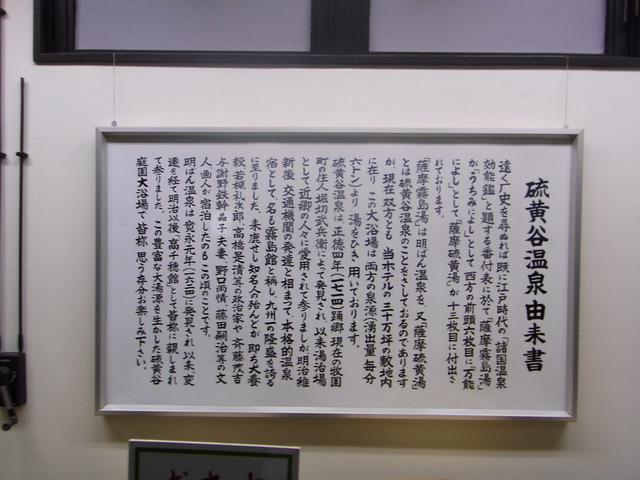 硫黄谷温泉由来書
遠く厂史を尋ぬれば既に江戸時代の「諸国温泉
効能鑑」と題する番付表に於て「薩摩霧島湯」
が「うちみによし」として西方の前頭六枚目に「万能
によし」として「薩摩硫黄湯」が十三枚目に付出さ
れております。
「薩摩霧島湯」は明ばん温泉を、又「薩摩硫黄湯」
とは硫黄谷温泉のことをさしておるのであります
が、現在双方とも当ホテルの三十万坪の敷地内
に在り、この大浴場は両方の泉源(湧出量毎分
六トン)より湯をひき用いております。
硫黄谷温泉は、正徳四年(一七一四)踊郷現在の牧園
町の住人堀切武兵衛によって発見され、以来湯治場
として近郷の人々に愛用されて参りましが明治維
新後交通機関の発達と相まって、本格的温泉
宿として、名も霧島館と称し、九州一の隆盛を誇る
に至りました。来鹿せし知名人の殆んどが即ち犬養
毅、若槻礼次郎、高橋是清等の政治家や斉藤茂吉
与謝野鉄幹晶子夫妻、野口雨情、藤田嗣治等の文
人画人が宿泊したのもこの頃のことです。
明ばん温泉は寛永元年(一六二四)に発見され以来変
遷を経て明治以後、高千穂館として皆様に親しまれ
て参りました。この豊富な大湯源を生かした硫黄谷
庭園大浴場で皆様思う存分お楽しみ下さい。